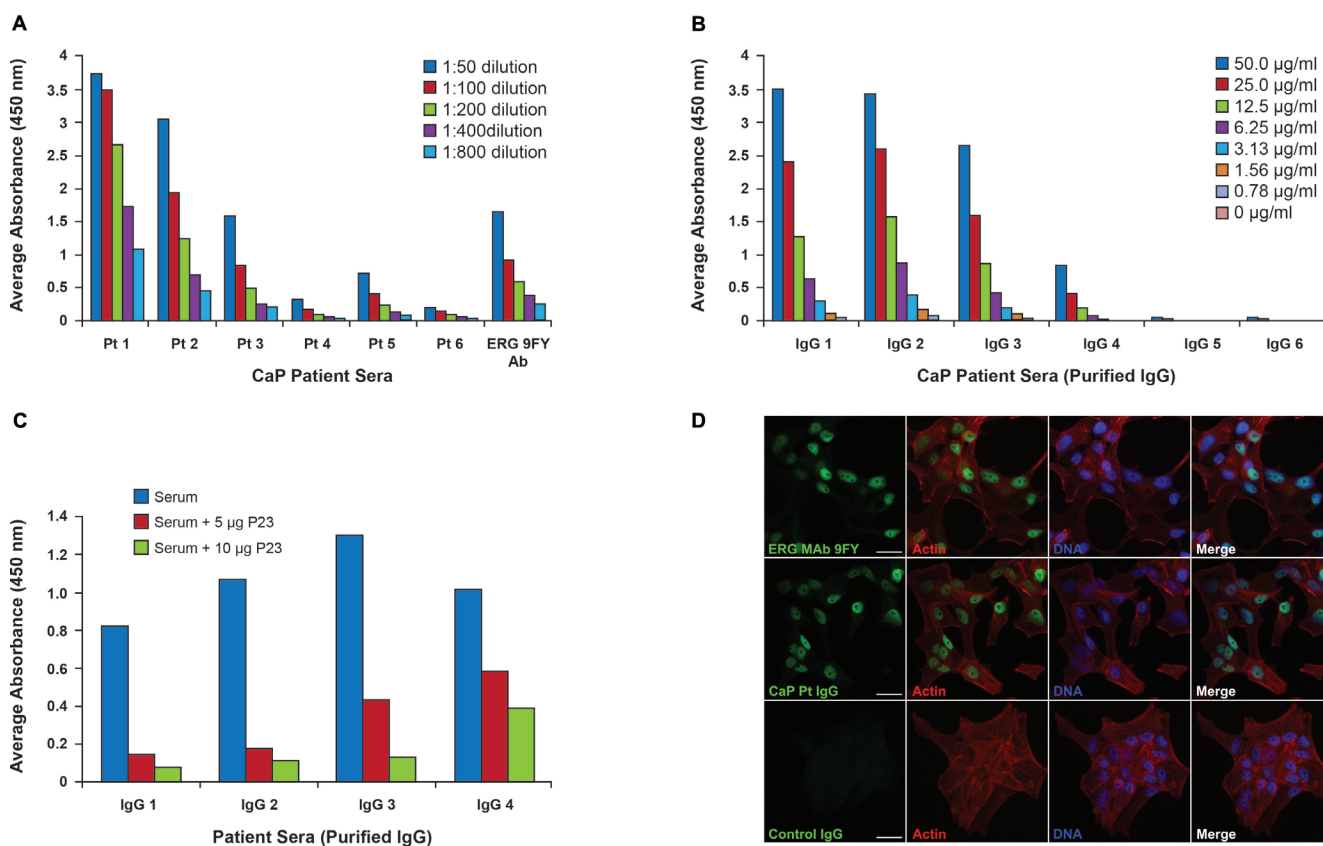 A
Average Absorbance (450 nm)
4
3.5
3
2.5
2
1.5
1
0.5
0
1:50 dilution
1:100 dilution
1:200 dilution
1:400dilution
1:800 dilution
Pt 1
Pt 2
Pt 3
Pt 4
Pt 5
Pt 6
ERG 9FY
Ab
CaP Patient Sera
B
Average Absorbance (450 nm)
4
3.5
3
2.5
2
1.5
1
0.5
0
50.0 µg/ml
25.0 µg/ml
12.5 µg/ml
6.25 µg/ml
3.13 µg/ml
1.56 µg/ml
0.78 µg/ml
0 µg/ml
IgG 1
IgG 2
IgG 3
IgG 4
IgG 5
IgG 6
CaP Patient Sera (Purified IgG)
C
Average Absorbance (450 nm)
Serum
Serum + 5 µg P23
Serum + 10 µg P23
1.4
1.2
1.0
0.8
0.6
0.4
0.2
0
IgG 1
IgG 2
IgG 3
IgG 4
Patient Sera (Purified IgG)
D
ERG MAb 9FY
Actin
DNA
Merge
CaP Pt IgG
Actin
DNA
Merge
Control IgG
Actin
DNA
Merge